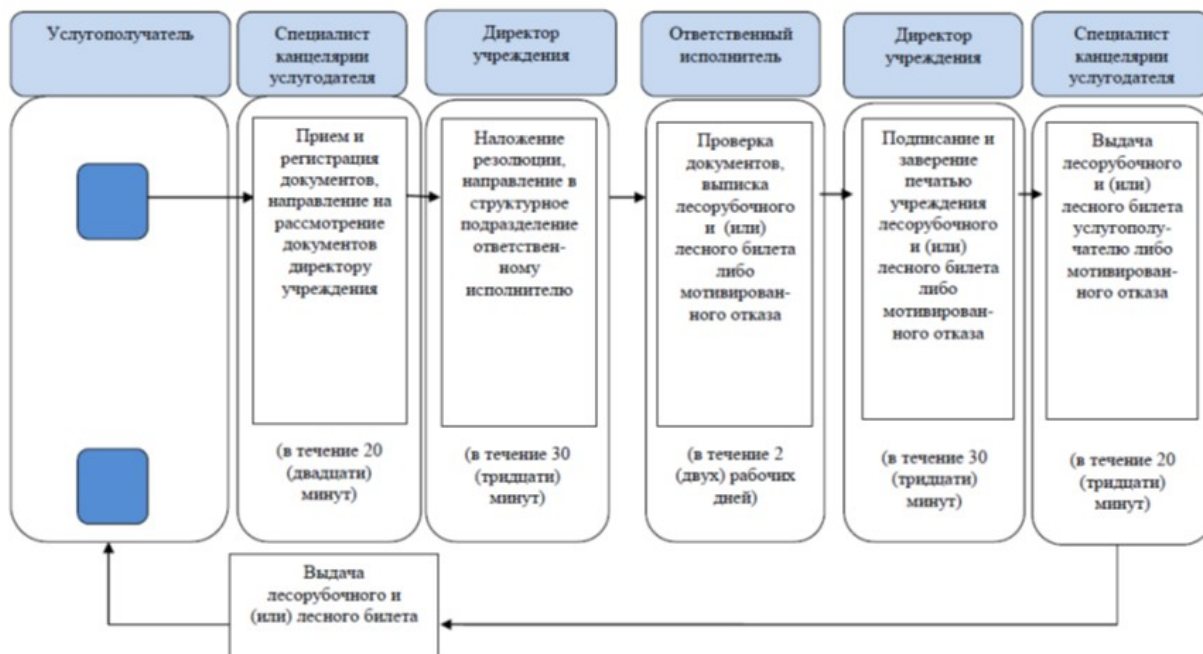 Услугополучатель
Специалист
канцелярии
услугодателя
Директор
учреждения
Ответственный
исполнитель
Директор
учреждения
Специалист
канцелярии
услугодателя
Прием и
регистрация
документов,
направление на
рассмотрение
документов
директору
учреждения
(в течение 20
(двадцати)
минут)
Наложение
резолюции,
направление в
структурное
подразделение
ответствен-
ному
исполнителю
(в течение 30
(тридцати)
минут)
Проверка
документов,
выписка
лесорубочного
и (или)
лесного билета
либо
мотивирован-
ного отказа
(в течение 2
(двух) рабочих
дней)
Подписание и
заверение
печатью
учреждения
лесорубочного
и (или)
лесного билета
либо
мотивирован-
ного отказа
(в течение 30
(тридцати)
минут)
Выдача
лесорубочного
и (или)
лесного билета
услугополу-
чателю либо
мотивирован-
ного отказа
(в течение 20
(тридцати)
минут)
Выдача
лесорубочного и
(или) лесного билета